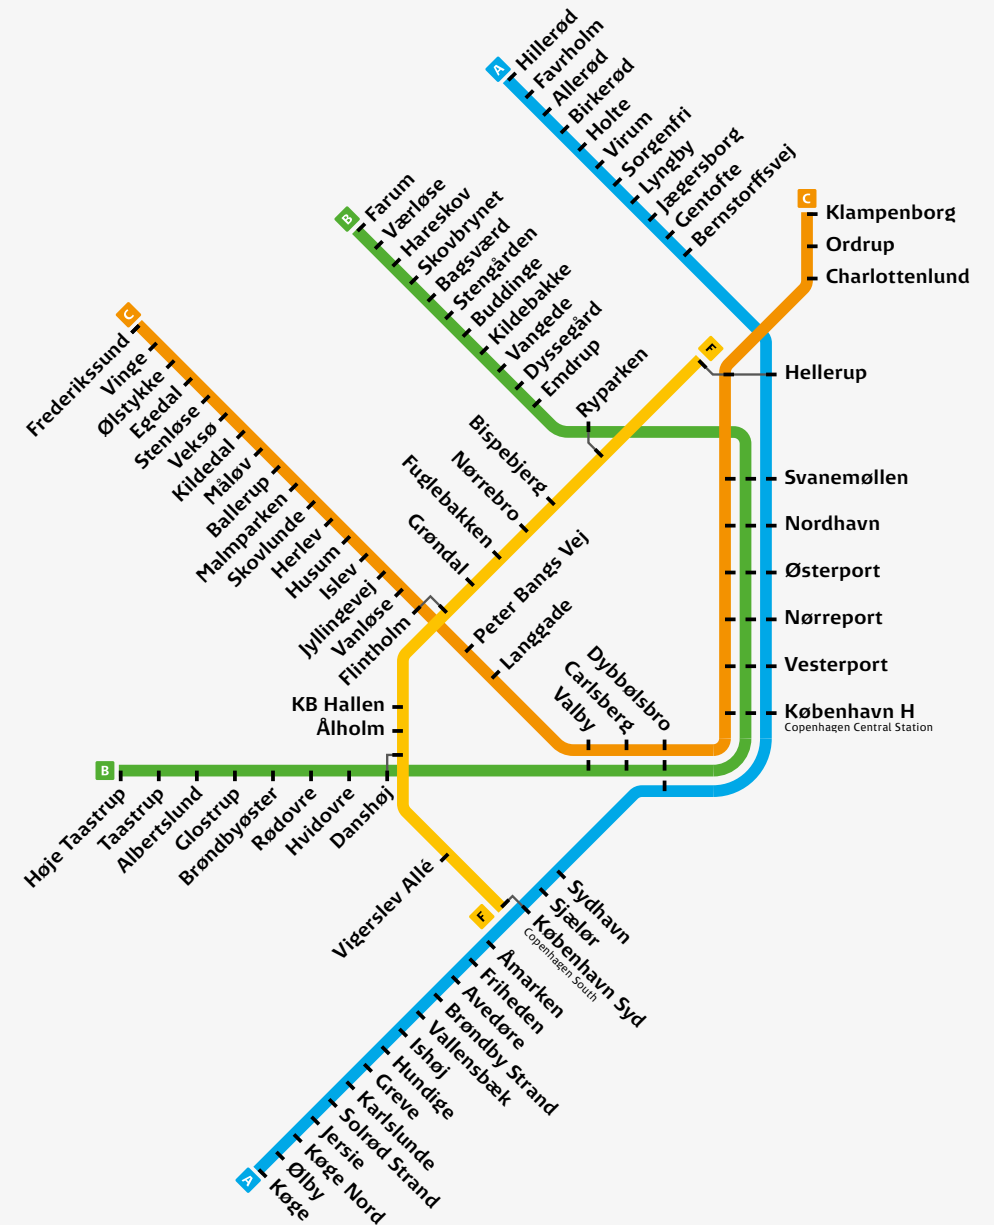 A
Hillerød
Favrholm
Allerød
Birkerød
Holte
Virum
Sorgenfri
Lyngby
Jægersborg
Gentofte
Bernstorffsvej
C
Klampenborg
Ordrup
Charlottenlund
B
Farum
Værløse
Hareskov
Skovbrynet
Bagsværd
Stengården
Buddinge
Kildebakke
Vangede
Dyssegård
Emdrup
Ryparken
F
Hellerup
C
Frederikssund
Vinge
Ølstykke
Egedal
Stenløse
Veksø
Kildedal
Måløv
Ballerup
Malmparken
Skovlunde
Herlev
Husum
Islev
Jyllingevej
Vanløse
Flintholm
Bispebjerg
Nørrebro
Fuglebakken
Grøndal
Peter Bangs Vej
Langgade
Svanemøllen
Nordhavn
Østerport
Nørreport
Vesterport
København H
Copenhagen Central Station
Valby
Carlsberg
Dybbølsbro
KB Hallen
Ålholm
B
Høje Taastrup
Taastrup
Albertslund
Glostrup
Brøndbyøster
Rødovre
Hvidovre
Danshøj
Vigerslev Allé
F
Sydhavn
Sjælør
København Syd
Copenhagen South
Åmarken
Friheden
Avedøre
Brøndby Strand
Vallensbæk
Ishøj
Hundige
Greve
Karlslunde
Solrød Strand
Jersie
Køge Nord
Ølby
Køge
A